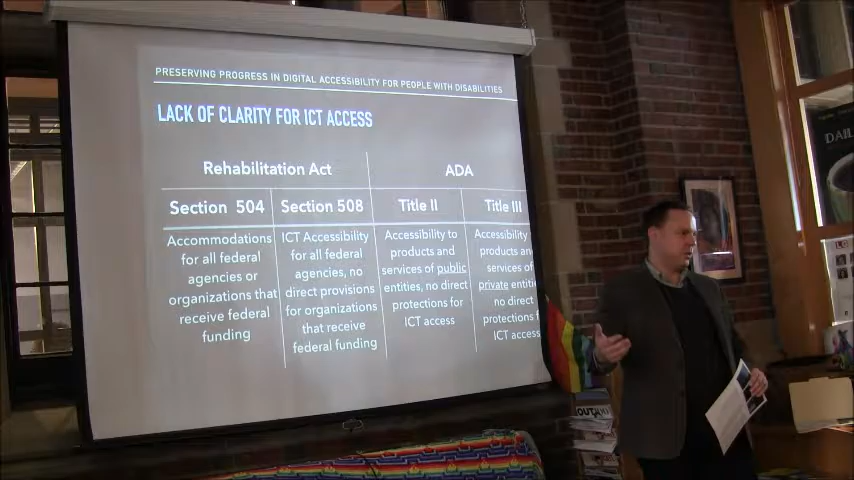 PRESERVING PROGRESS IN DIGITAL ACCESSIBILITY FOR PEOPLE WITH DISABILITIES
LACK OF CLARITY FOR ICT ACCESS
Rehabilitation Act
ADA
Section 504
Section 508
Title II
Title III
Accommodations
for all federal
agencies or
organizations that
receive federal
funding
ICT Accessibility
for all federal
agencies, no
direct provisions
for organizations
that receive
federal funding
Accessibility to
products and
services of public
entities, no direct
protections for
ICT access
Accessibility
products
services of
private
no direct
protections
ICT access
OUT